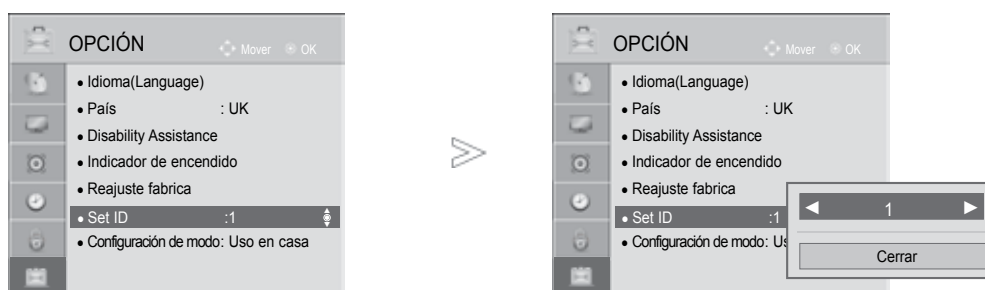 OPCIÓN Mover OK
• Idioma(Language)
• País : UK
• Disability Assistance
• Indicador de encendido
• Reajuste fabrica
• Set ID :1
• Configuración de modo: Uso en casa
OPCIÓN Mover OK
• Idioma(Language)
• País : UK
• Disability Assistance
• Indicador de encendido
• Reajuste fabrica
• Set ID :1
• Configuración de modo: Us
◄ 1 ►
Cerrar